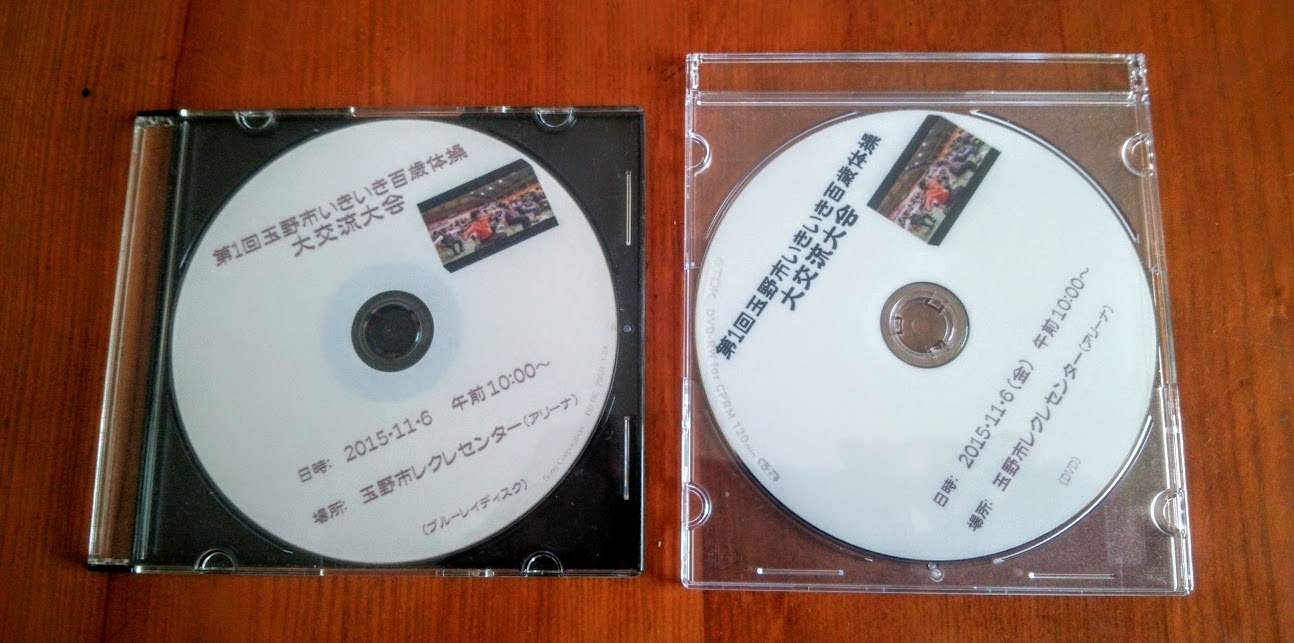 第1回玉野市いきいき百歳体操
大交流大会
日時: 2015・11・6 午前10:00～
場所: 玉野市レクレセンター(アリーナ)
(ブルーレイディスク)
Sony Corporation
第1回玉野市いきいき百歳体操
大交流大会
日時: 2015・11・6(金) 午前10:00～
場所: 玉野市レクレセンター(アリーナ)
(DVD)
for CPRM 120min